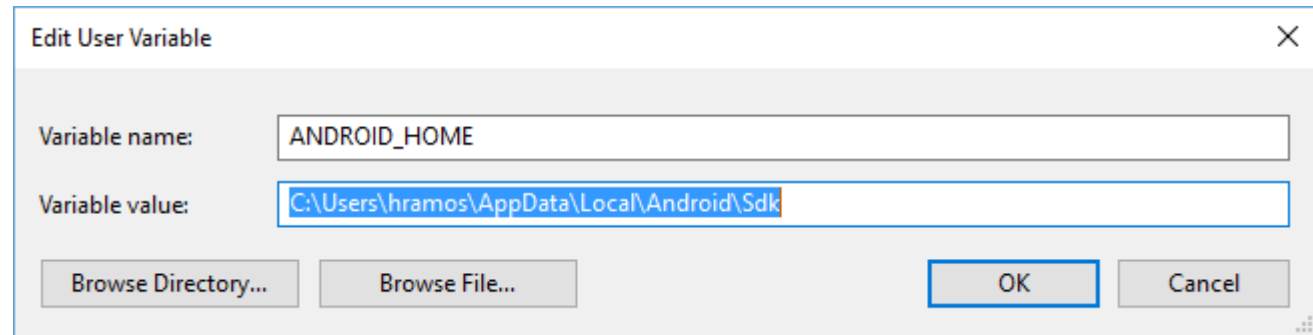 Edit User Variable
Variable name: ANDROID_HOME
Variable value: C:\Users\hramos\AppData\Local\Android\Sdk
Browse Directory... Browse File... OK Cancel